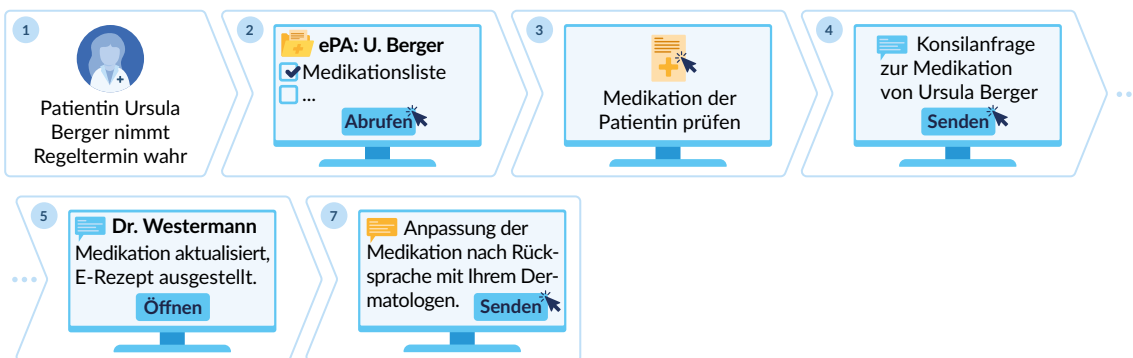 1
Patientin Ursula
Berger nimmt
Regeltermin wahr
2
ePA: U. Berger
Medikationsliste
...
Abrufen
3
Medikation der
Patientin prüfen
4
Konsilanfrage
zur Medikation
von Ursula Berger
Senden
5
Dr. Westermann
Medikation aktualisiert,
E-Rezept ausgestellt.
Öffnen
7
Anpassung der
Medikation nach Rück-
sprache mit Ihrem Der-
matologen.
Senden